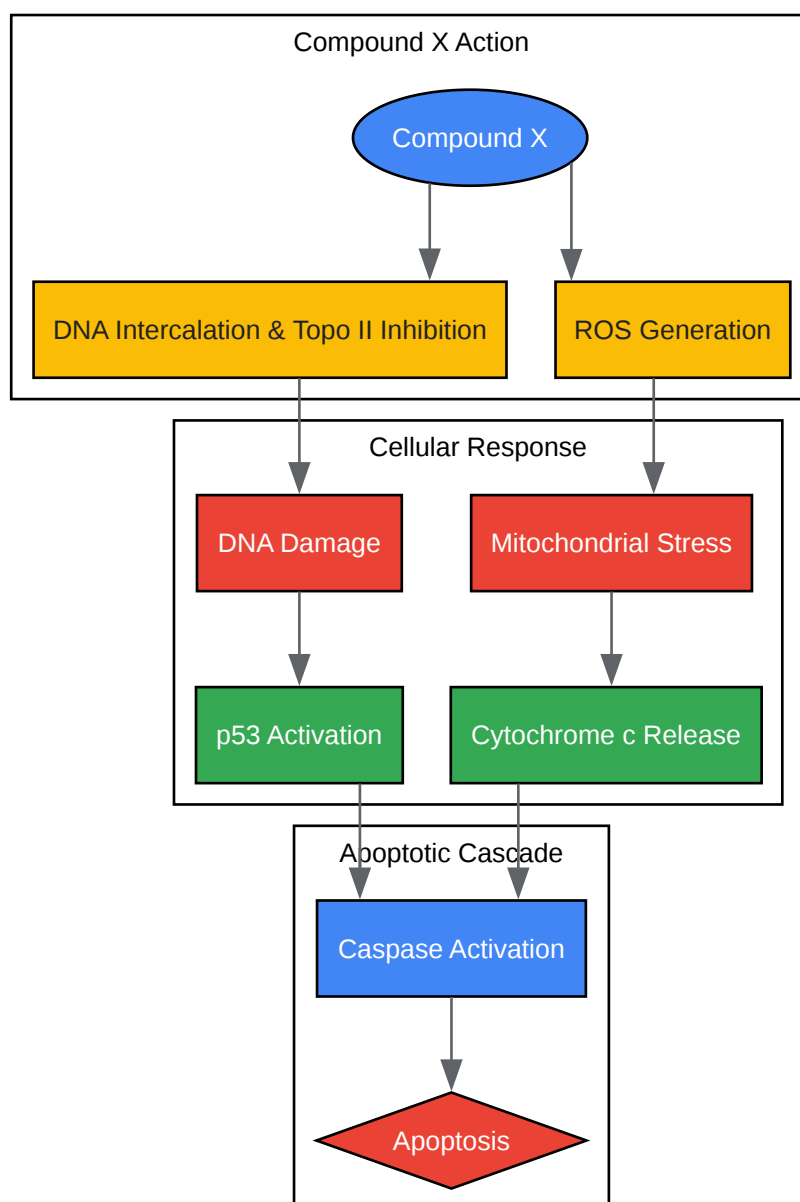 Compound X Action
Compound X
DNA Intercalation & Topo II Inhibition
ROS Generation
Cellular Response
DNA Damage
Mitochondrial Stress
p53 Activation
Cytochrome c Release
Apoptotic Cascade
Caspase Activation
Apoptosis